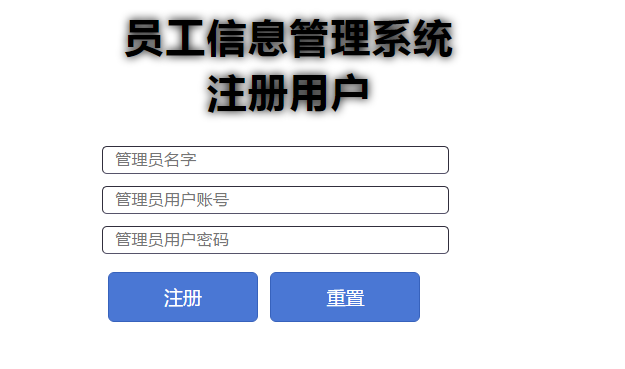 员工信息管理系统
注册用户
管理员名字
管理员用户账号
管理员用户密码
注册 重置